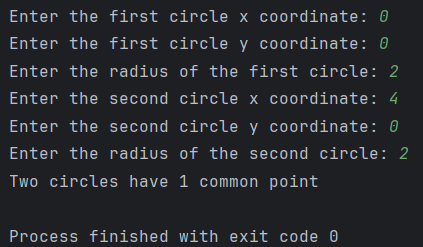 Enter the first circle x coordinate: 0
Enter the first circle y coordinate: 0
Enter the radius of the first circle: 2
Enter the second circle x coordinate: 4
Enter the second circle y coordinate: 0
Enter the radius of the second circle: 2
Two circles have 1 common point
Process finished with exit code 0